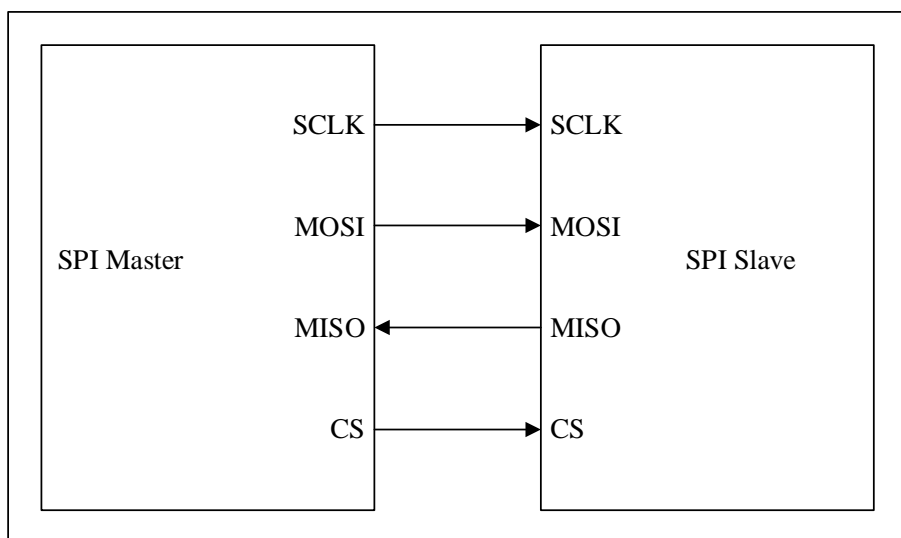 SCLK
SCLK
MOSI
MOSI
SPI Master
SPI Slave
MISO
MISO
CS
CS